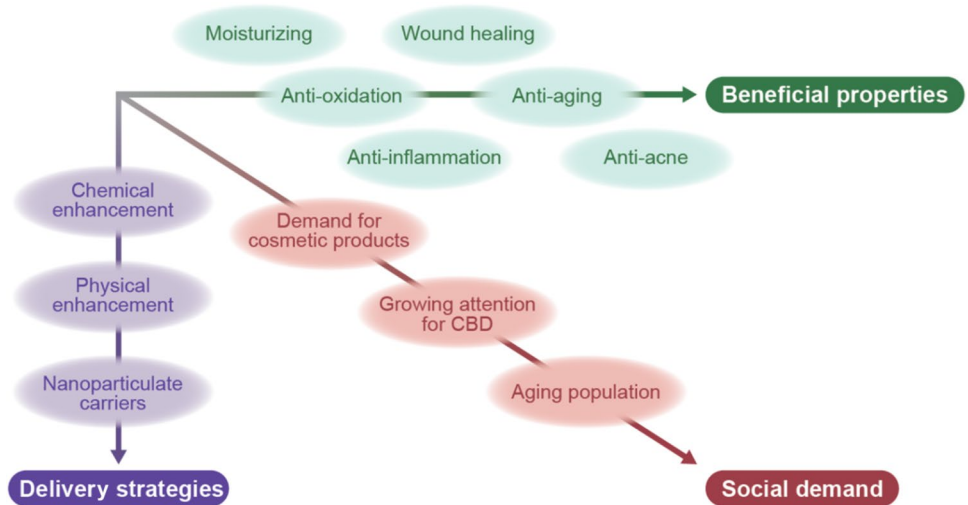 Moisturizing
Wound healing
Anti-oxidation
Anti-aging
Beneficial properties
Anti-inflammation
Anti-acne
Chemical
enhancement
Physical
enhancement
Nanoparticulate
carriers
Delivery strategies
Demand for
cosmetic products
Growing attention
for CBD
Aging population
Social demand